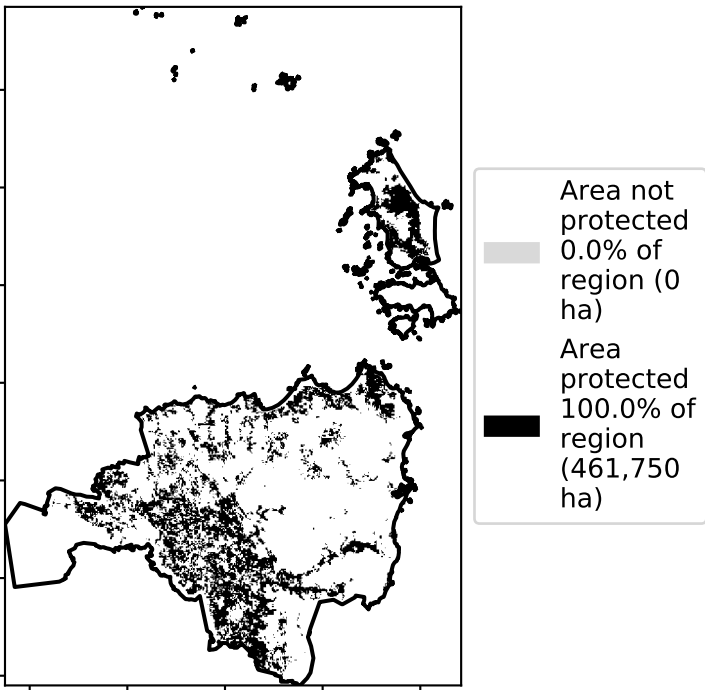 Area not
protected
0.0% of
region (0
ha)
Area
protected
100.0% of
region
(461,750
ha)